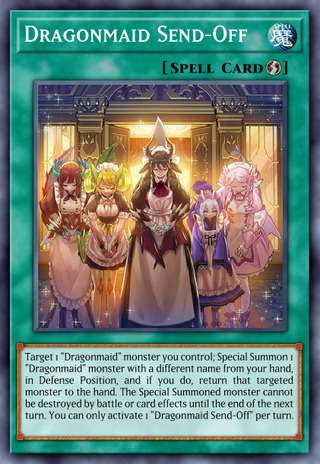 Dragonmaid Send-Off
魔
[Spell Card]
Target 1 "Dragonmaid" monster you control; Special Summon 1
"Dragonmaid" monster with a different name from your hand,
in Defense Position, and if you do, return that targeted
monster to the hand. The Special Summoned monster cannot
be destroyed by battle or card effects until the end of the next
turn. You can only activate 1 "Dragonmaid Send-Off" per turn.